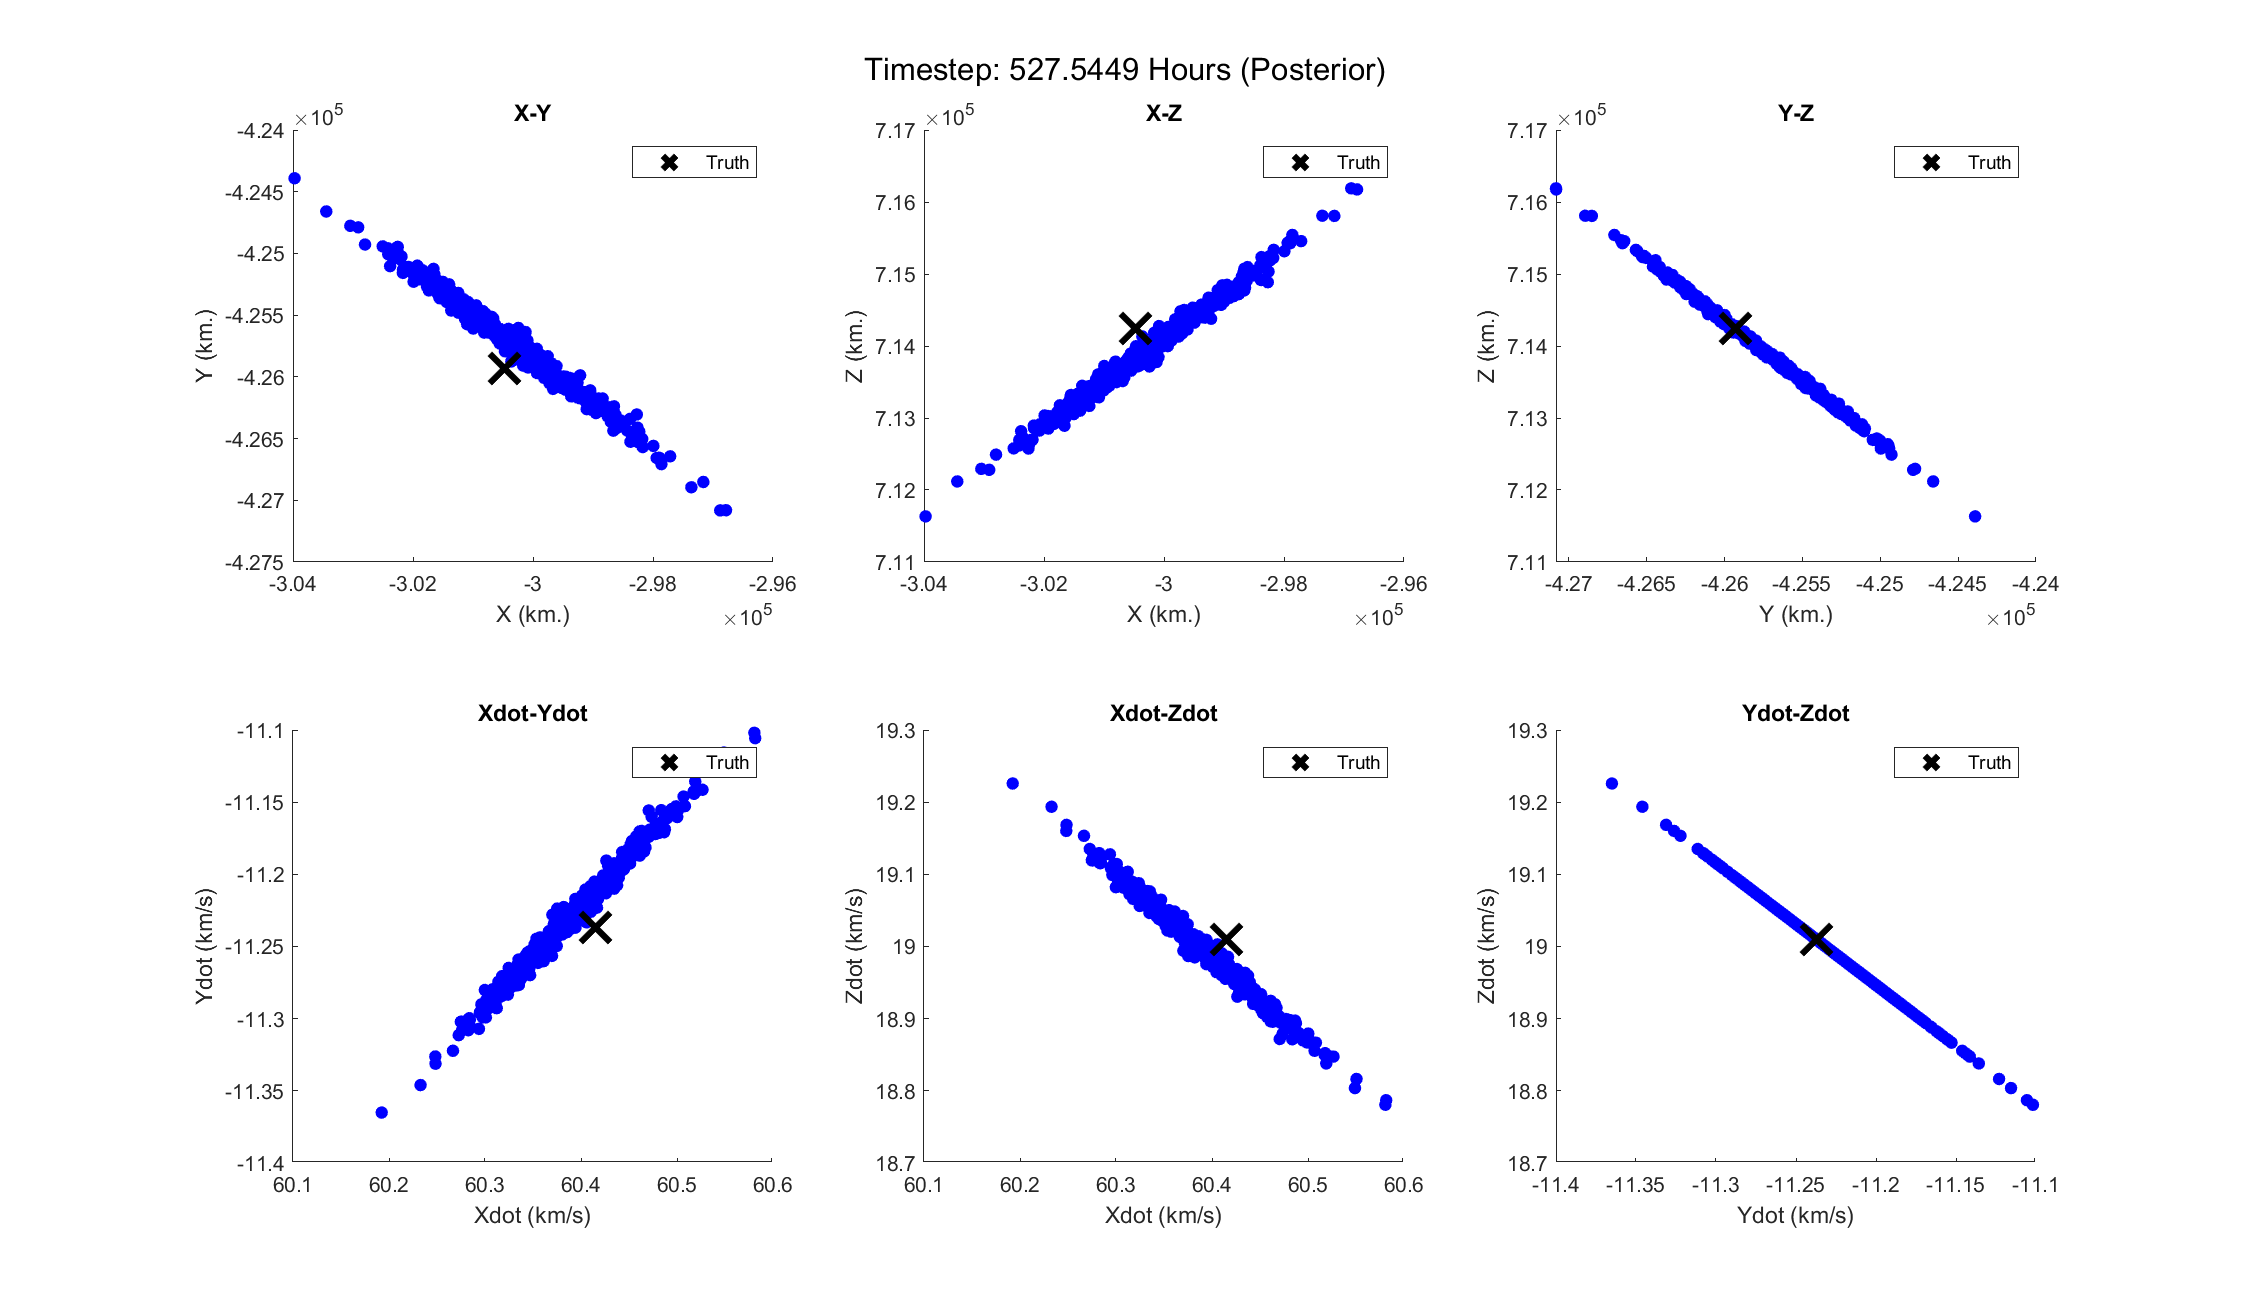 Timestep: 527.5449 Hours (Posterior)
X-Y
×10^5
-4.24
-4.245
-4.25
-4.255
-4.26
-4.265
-4.27
-4.275
Y (km.)
Truth
-3.04 -3.02 -3 -2.98 -2.96
X (km.)
×10^5
X-Z
×10^5
7.17
7.16
7.15
7.14
7.13
7.12
7.11
Z (km.)
Truth
-3.04 -3.02 -3 -2.98 -2.96
X (km.)
×10^5
Y-Z
×10^5
7.17
7.16
7.15
7.14
7.13
7.12
7.11
Z (km.)
Truth
-4.27 -4.265 -4.26 -4.255 -4.25 -4.245 -4.24
Y (km.)
×10^5
Xdot-Ydot
-11.1
-11.15
-11.2
-11.25
-11.3
-11.35
-11.4
Ydot (km/s)
Truth
60.1 60.2 60.3 60.4 60.5 60.6
Xdot (km/s)
Xdot-Zdot
19.3
19.2
19.1
19
18.9
18.8
18.7
Zdot (km/s)
Truth
60.1 60.2 60.3 60.4 60.5 60.6
Xdot (km/s)
Ydot-Zdot
19.3
19.2
19.1
19
18.9
18.8
18.7
Zdot (km/s)
Truth
-11.4 -11.35 -11.3 -11.25 -11.2 -11.15 -11.1
Ydot (km/s)